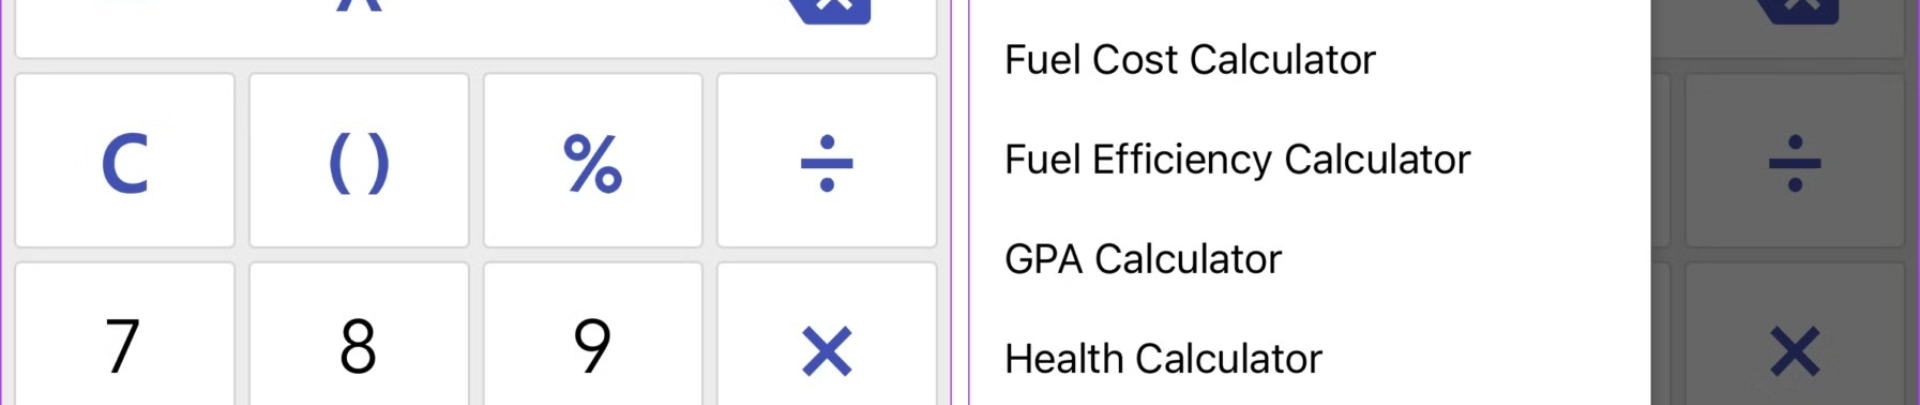 C () % ÷
7 8 9 ×
Fuel Cost Calculator
Fuel Efficiency Calculator
GPA Calculator
Health Calculator
÷
×